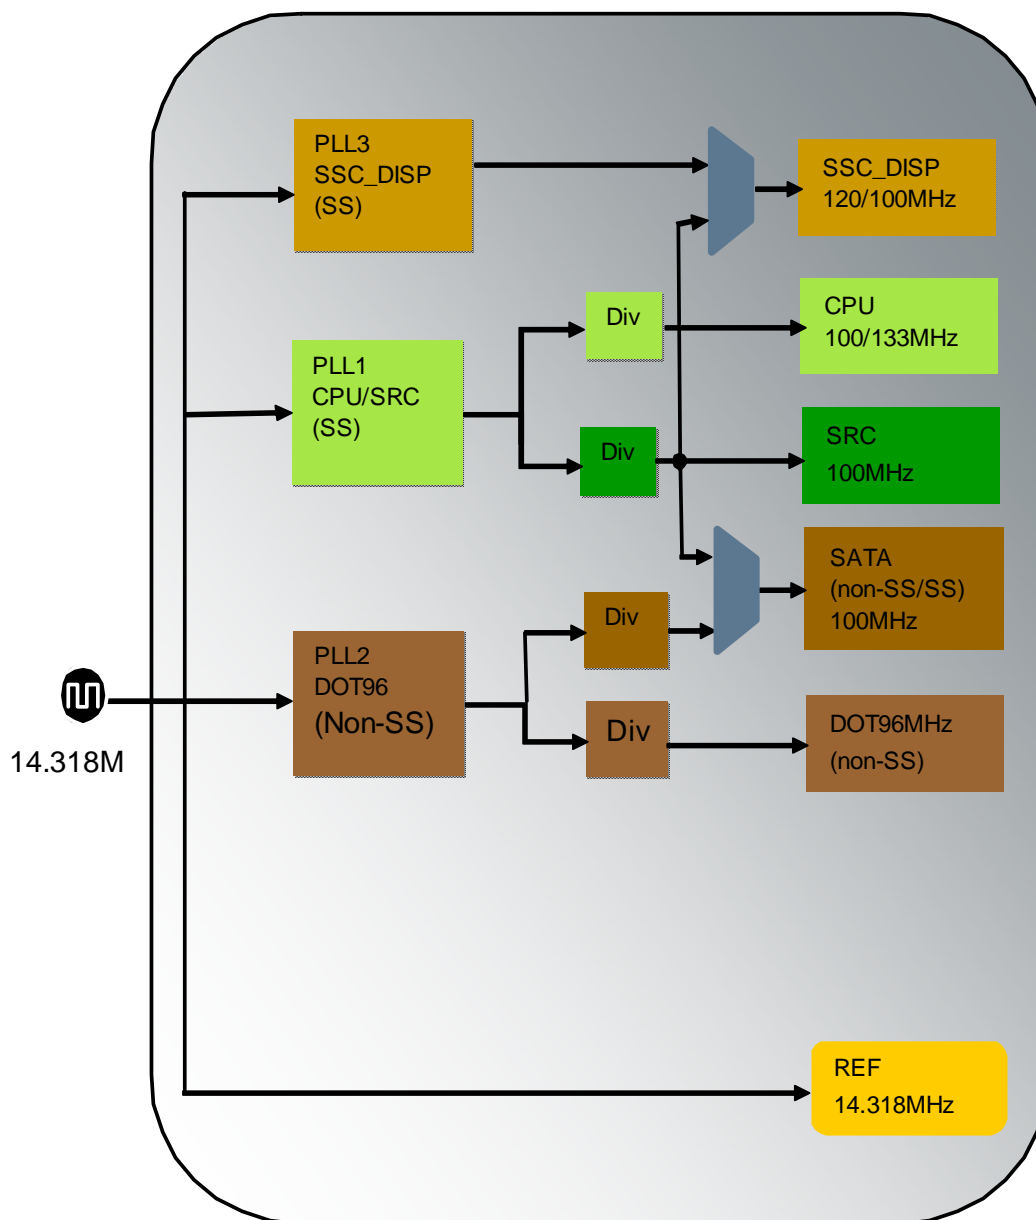 PLL3
SSC_DISP
(SS)
SSC_DISP
120/100MHz
Div
CPU
100/133MHz
PLL1
CPU/SRC
(SS)
Div
SRC
100MHz
SATA
(non-SS/SS)
100MHz
Div
PLL2
DOT96
(Non-SS)
Div
DOT96MHz
(non-SS)
14.318M
REF
14.318MHz